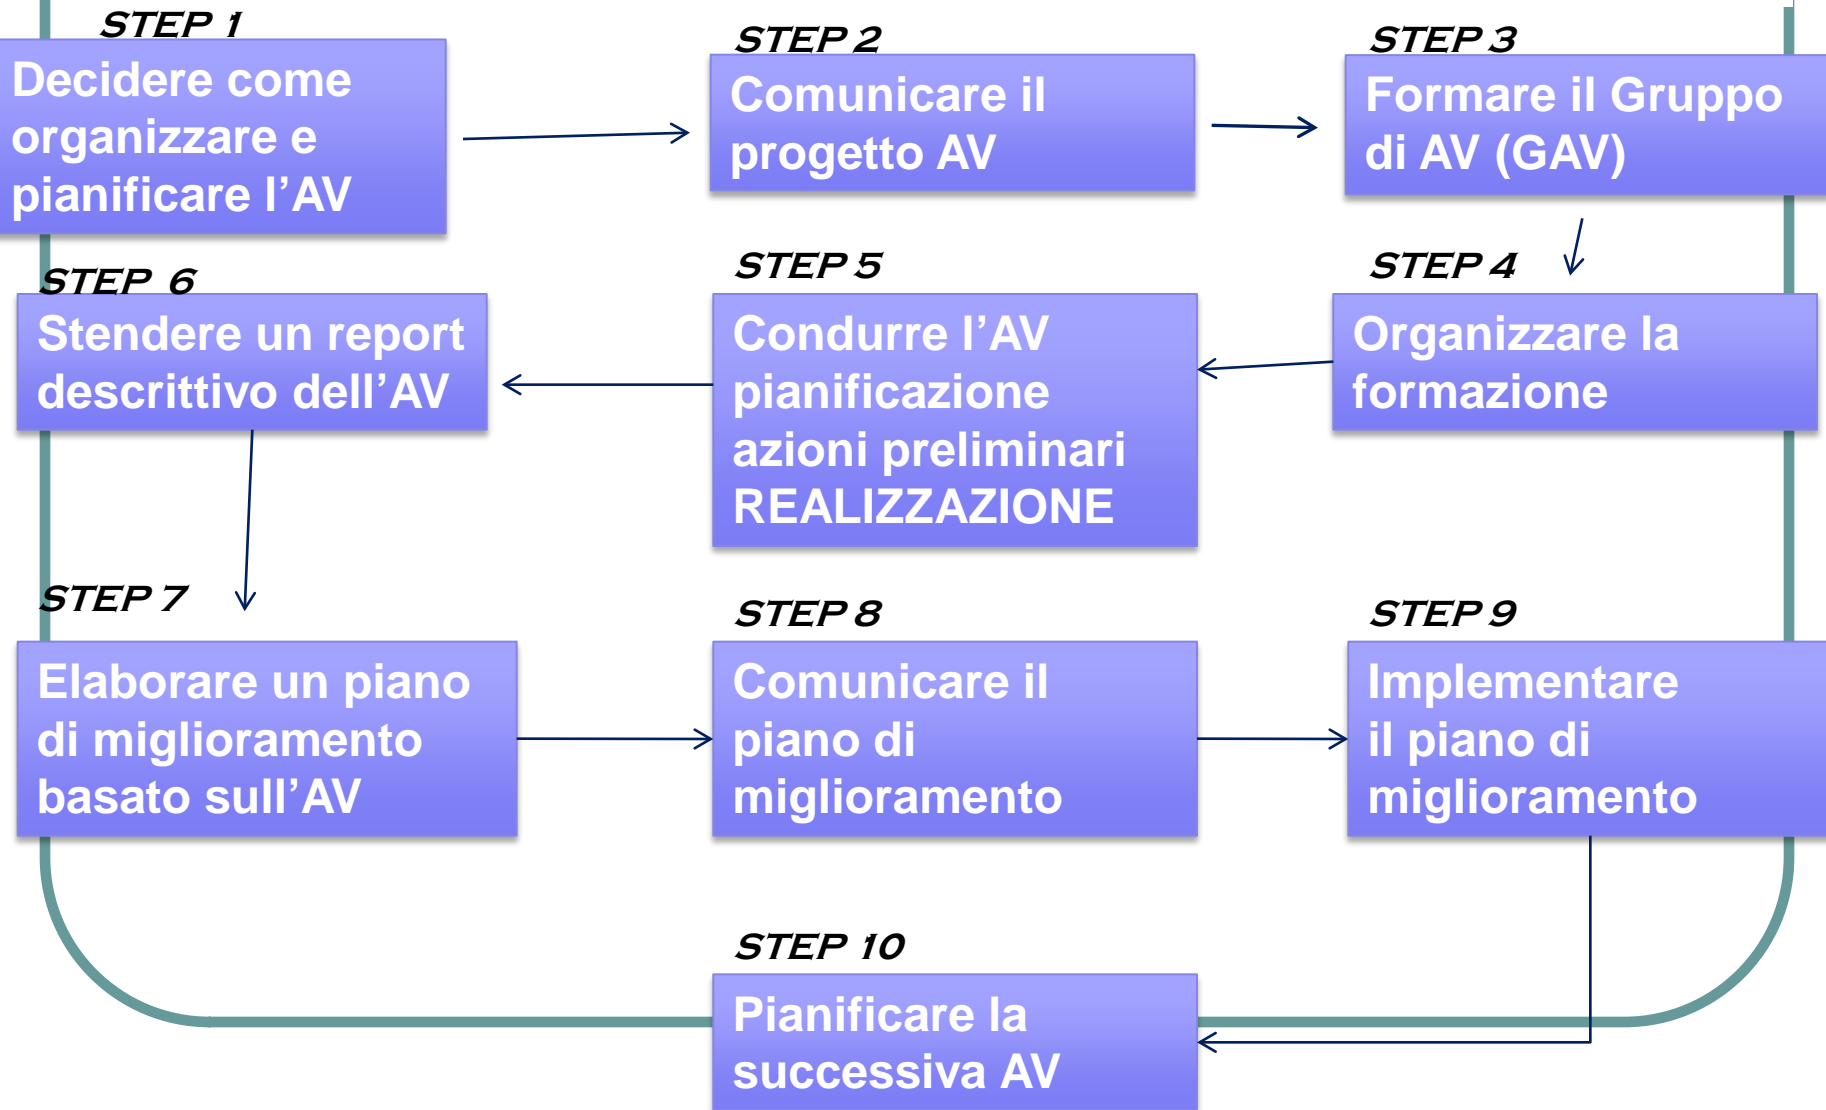 STEP 1
Decidere come
organizzare e
pianificare l’AV
STEP 2
Comunicare il
progetto AV
STEP 3
Formare il Gruppo
di AV (GAV)
STEP 4
Organizzare la
formazione
STEP 5
Condurre l’AV
pianificazione
azioni preliminari
REALIZZAZIONE
STEP 6
Stendere un report
descrittivo dell’AV
STEP 7
Elaborare un piano
di miglioramento
basato sull’AV
STEP 8
Comunicare il
piano di
miglioramento
STEP 9
Implementare
il piano di
miglioramento
STEP 10
Pianificare la
successiva AV